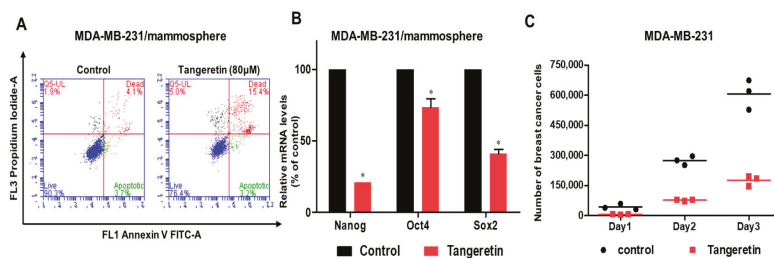 A
MDA-MB-231/mammosphere
Control
Tangeretin (80μM)
Q5-UL
1.9%
Dead
4.1%
Live
90.3%
Apoptotic
3.7%
Q5-UL
5.0%
Dead
15.4%
Live
76.4%
Apoptotic
3.2%
FL3 Propidium Iodide-A
FL1 Annexin V FITC-A
B
MDA-MB-231/mammosphere
Relative mRNA levels
(% of control)
100
50
0
*
*
*
Nanog
Oct4
Sox2
Control
Tangeretin
C
MDA-MB-231
Number of breast cancer cells
750,000
600,000
450,000
300,000
150,000
0
Day1
Day2
Day3
control
Tangeretin